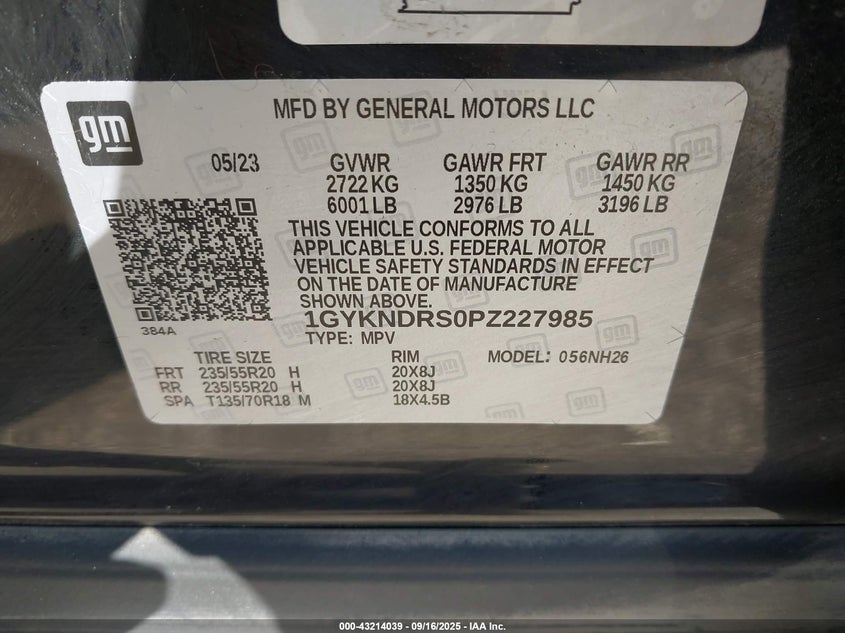 gm
MFD BY GENERAL MOTORS LLC
05/23 GVWR GAWR FRT GAWR RR
2722 KG 1350 KG 1450 KG
6001 LB 2976 LB 3196 LB
THIS VEHICLE CONFORMS TO ALL
APPLICABLE U.S. FEDERAL MOTOR
VEHICLE SAFETY STANDARDS IN EFFECT
ON THE DATE OF MANUFACTURE
SHOWN ABOVE.
384A
1GYKNDRS0PZ227985
TYPE: MPV
TIRE SIZE RIM MODEL: 056NH26
FRT 235/55R20 H 20X8J
RR 235/55R20 H 20X8J
SPA T135/70R18 M 18X4.5B
000-43214039 - 09/16/2025 - IAA Inc.